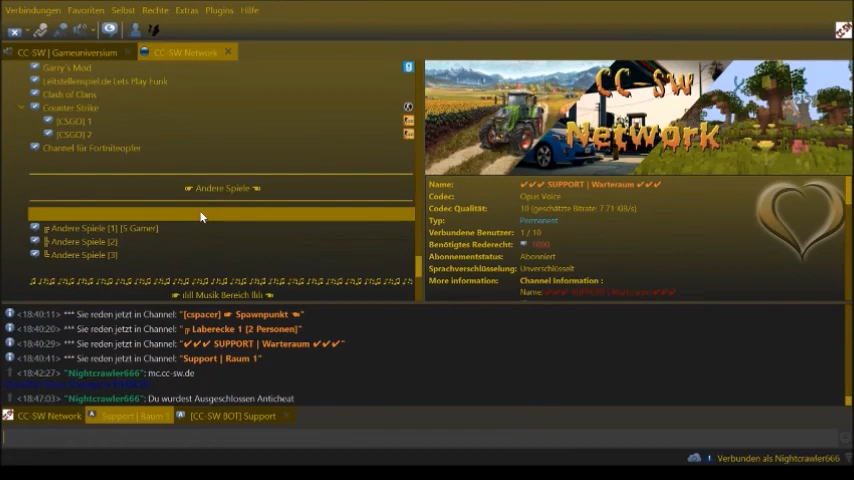 Verbindungen Favoriten Selbst Rechte Extras Plugins Hilfe
CC-SW | Gameuniversium CC-SW Network
Garry's Mod
Leitstellenspiel.de Lets Play Funk
Clash of Clans
Counter Strike
[CSGO] 1
[CSGO] 2
Channel für Fortniteopfer
☛ Andere Spiele ☚
╔ Andere Spiele [1] [5 Gamer]
╠ Andere Spiele [2]
╚ Andere Spiele [3]
☛ ılıll Musik Bereich llılı ☚
CC-SW
Network
Name: ✔✔✔ SUPPORT | Warteraum ✔✔✔
Codec: Opus Voice
Codec Qualität: 10 (geschätzte Bitrate: 7.71 KiB/s)
Typ: Permanent
Verbundene Benutzer: 1 / 10
Benötigtes Rederecht:
Abonnementstatus: Abonniert
Sprachverschlüsselung: Unverschlüsselt
More information: Channel Information :
Name: ✔✔✔ SUPPORT | Warteraum ✔✔✔
<18:40:11> *** Sie reden jetzt in Channel: "[cspacer] ☛ Spawnpunkt ☚"
<18:40:20> *** Sie reden jetzt in Channel: "╔ Laberecke 1 [2 Personen]"
<18:40:29> *** Sie reden jetzt in Channel: "✔✔✔ SUPPORT | Warteraum ✔✔✔"
<18:40:41> *** Sie reden jetzt in Channel: "Support | Raum 1"
<18:42:27> "Nightcrawler666": mc.cc-sw.de
<18:47:03> "Nightcrawler666": Du wurdest Ausgeschlossen Anticheat
CC-SW Network Support | Raum 1 [CC-SW BOT] Support
Verbunden als Nightcrawler666